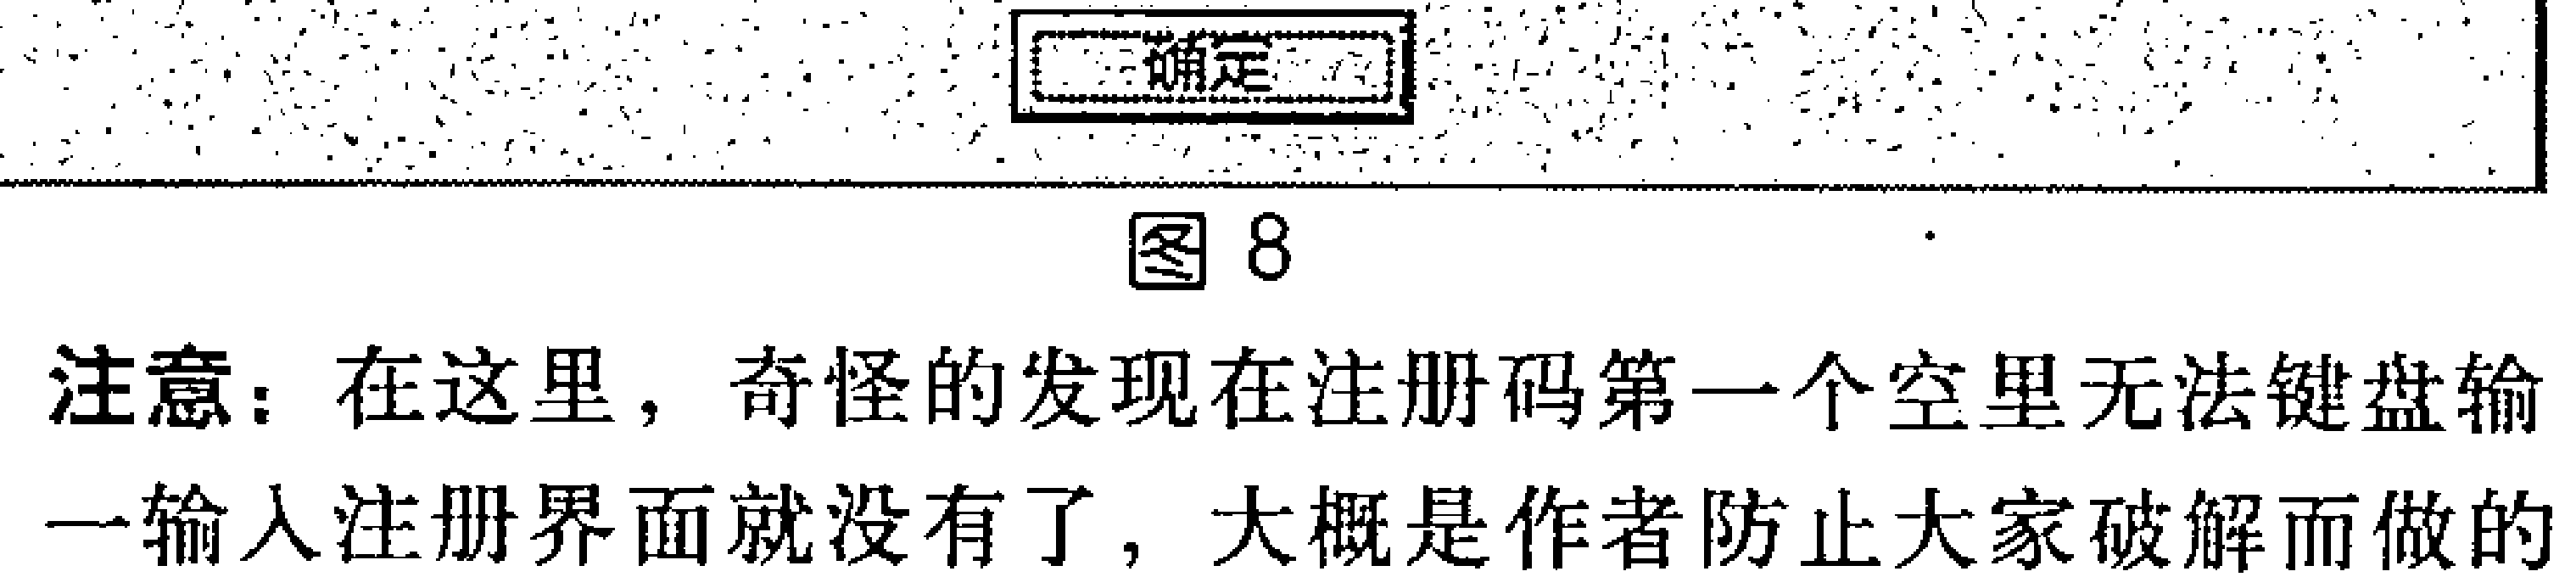 确定
图 8
注意：在这里，奇怪的发现在注册码第一个空里无法键盘输
一输入注册界面就没有了，大概是作者防止大家破解而做的